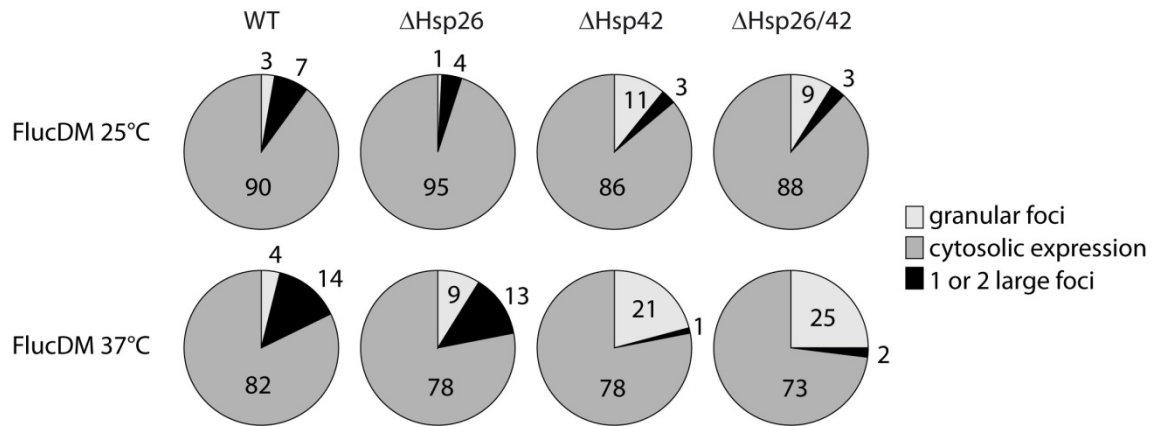 WT ΔHsp26 ΔHsp42 ΔHsp26/42
3 7 1 4 11 3 9 3
FlucDM 25°C
90 95 86 88
granular foci
cytosolic expression
1 or 2 large foci
4 14 9 13 21 1 25 2
FlucDM 37°C
82 78 78 73